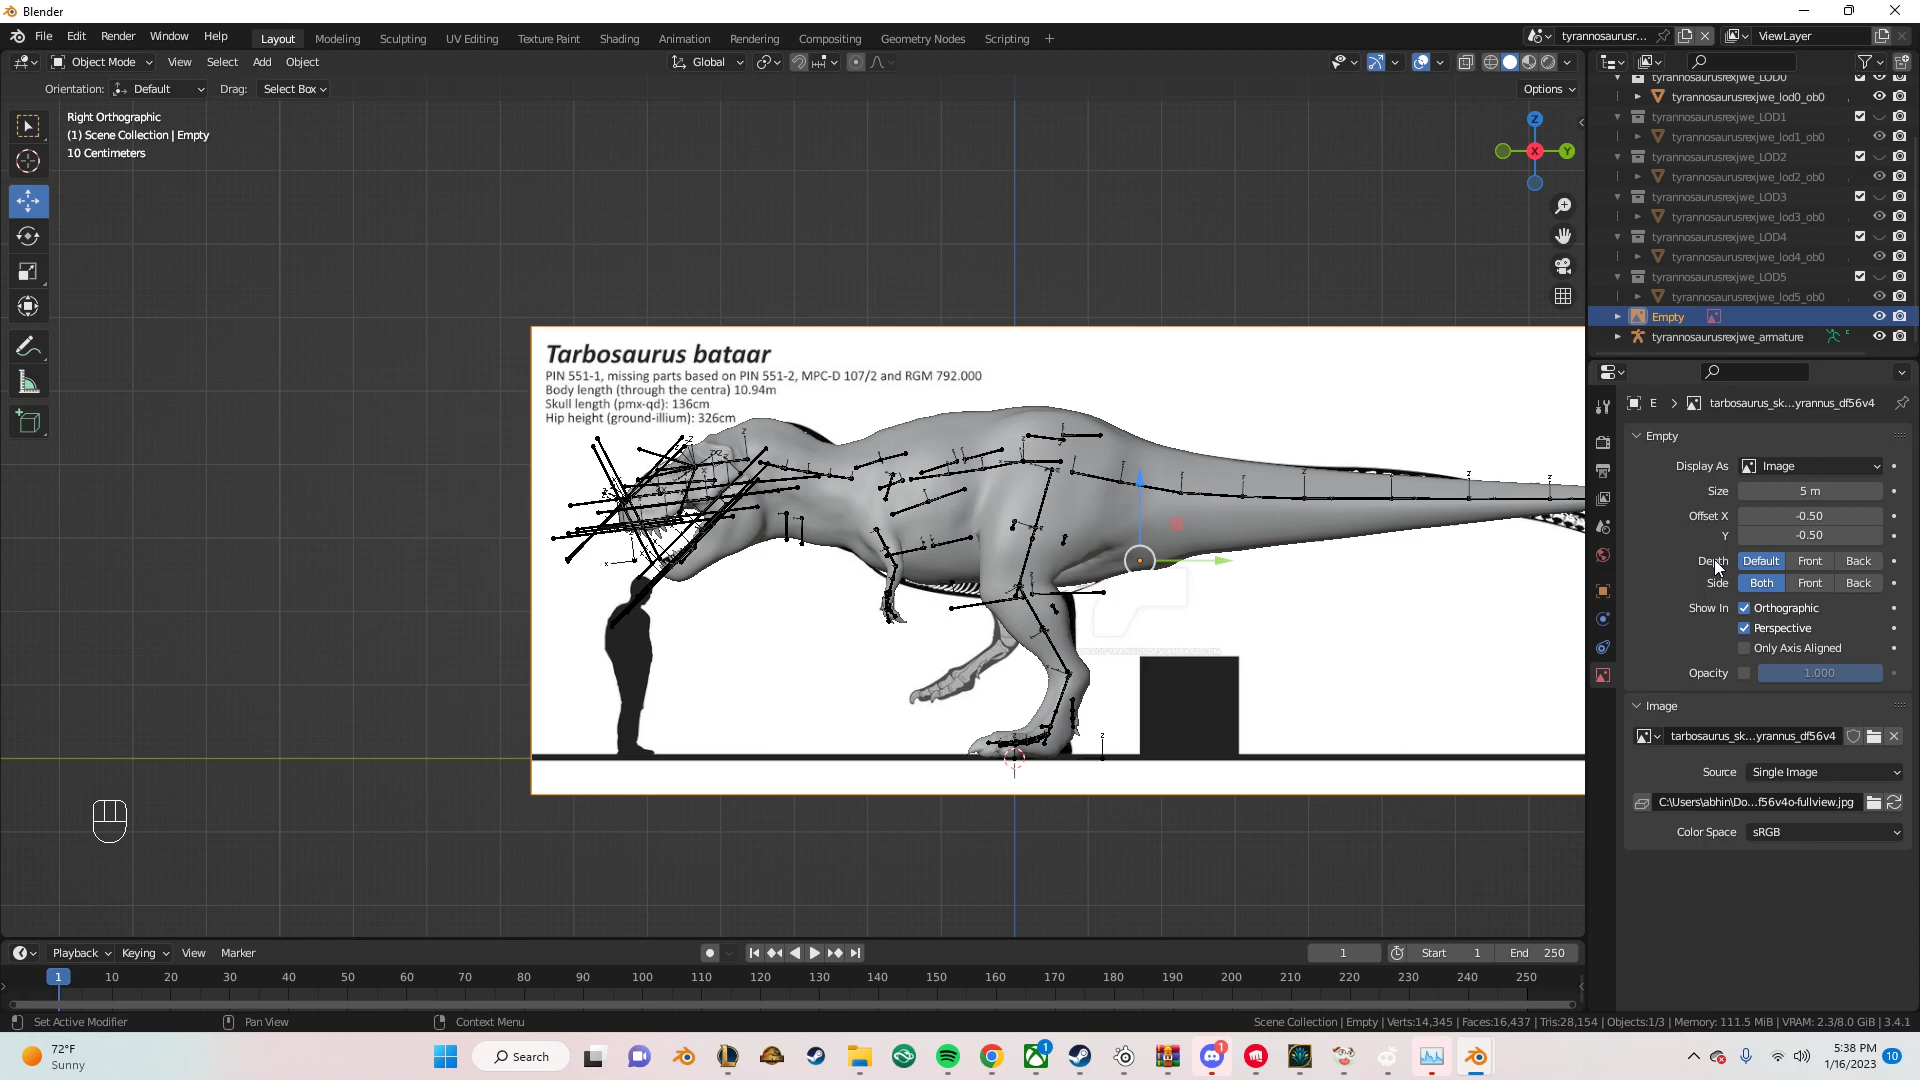 Blender
File Edit Render Window Help Layout Modeling Sculpting UV Editing Texture Paint Shading Animation Rendering Compositing Geometry Nodes Scripting + tyrannosaurusr... ViewLayer
Object Mode View Select Add Object Global
Orientation: Default Drag: Select Box Options
Right Orthographic
(1) Scene Collection | Empty
10 Centimeters
Z
X
Y
tyrannosaurusrexjwe_LOD0
tyrannosaurusrexjwe_lod0_ob0
tyrannosaurusrexjwe_LOD1
tyrannosaurusrexjwe_lod1_ob0
tyrannosaurusrexjwe_LOD2
tyrannosaurusrexjwe_lod2_ob0
tyrannosaurusrexjwe_LOD3
tyrannosaurusrexjwe_lod3_ob0
tyrannosaurusrexjwe_LOD4
tyrannosaurusrexjwe_lod4_ob0
tyrannosaurusrexjwe_LOD5
tyrannosaurusrexjwe_lod5_ob0
Empty
tyrannosaurusrexjwe_armature
Tarbosaurus bataar
PIN 551-1, missing parts based on PIN 551-2, MPC-D 107/2 and RGM 792.000
Body length (through the centra) 10.94m
Skull length (pmx-qd): 136cm
Hip height (ground-illium): 326cm
E > tarbosaurus_sk...yrannus_df56v4
Empty
Display As Image
Size 5 m
Offset X -0.50
Y -0.50
Depth Default Front Back
Side Both Front Back
Show In Orthographic
Perspective
Only Axis Aligned
Opacity 1.000
Image
tarbosaurus_sk...yrannus_df56v4
Source Single Image
C:\Users\abhin\Do...f56v4o-fullview.jpg
Color Space sRGB
Playback Keying View Marker 1 Start 1 End 250
1 10 20 30 40 50 60 70 80 90 100 110 120 130 140 150 160 170 180 190 200 210 220 230 240 250
Set Active Modifier Pan View Context Menu Scene Collection | Empty | Verts:14,345 | Faces:16,437 | Tris:28,154 | Objects:1/3 | Memory: 111.5 MiB | VRAM: 2.3/8.0 GiB | 3.4.1
72°F
Sunny
Search
1
1
5:38 PM
1/16/2023
10